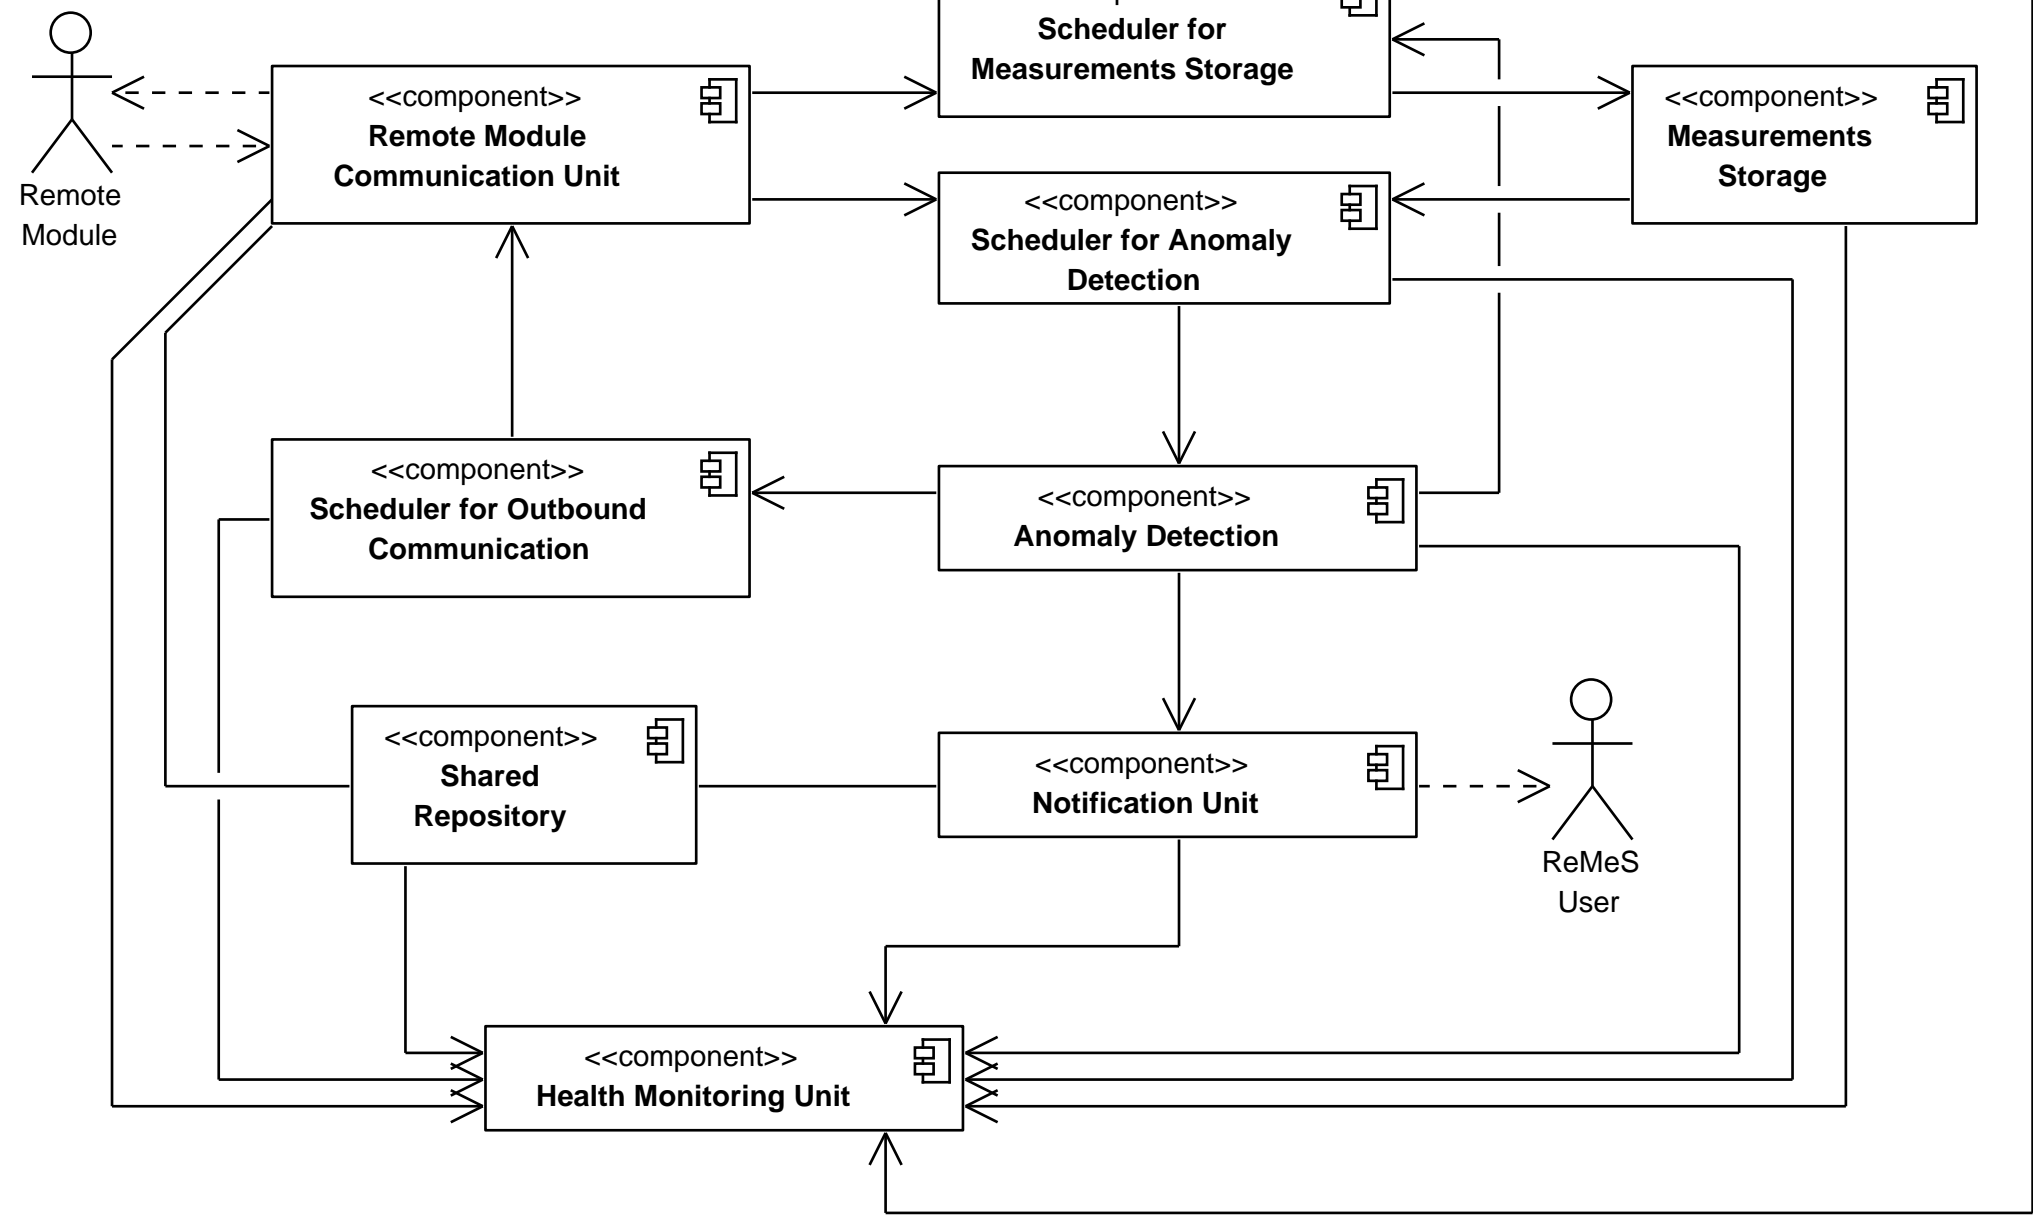 Scheduler for
Measurements Storage
<<component>>
Remote Module
Communication Unit
<<component>>
Measurements
Storage
Remote
Module
<<component>>
Scheduler for Anomaly
Detection
<<component>>
Scheduler for Outbound
Communication
<<component>>
Anomaly Detection
<<component>>
Shared
Repository
<<component>>
Notification Unit
ReMeS
User
<<component>>
Health Monitoring Unit